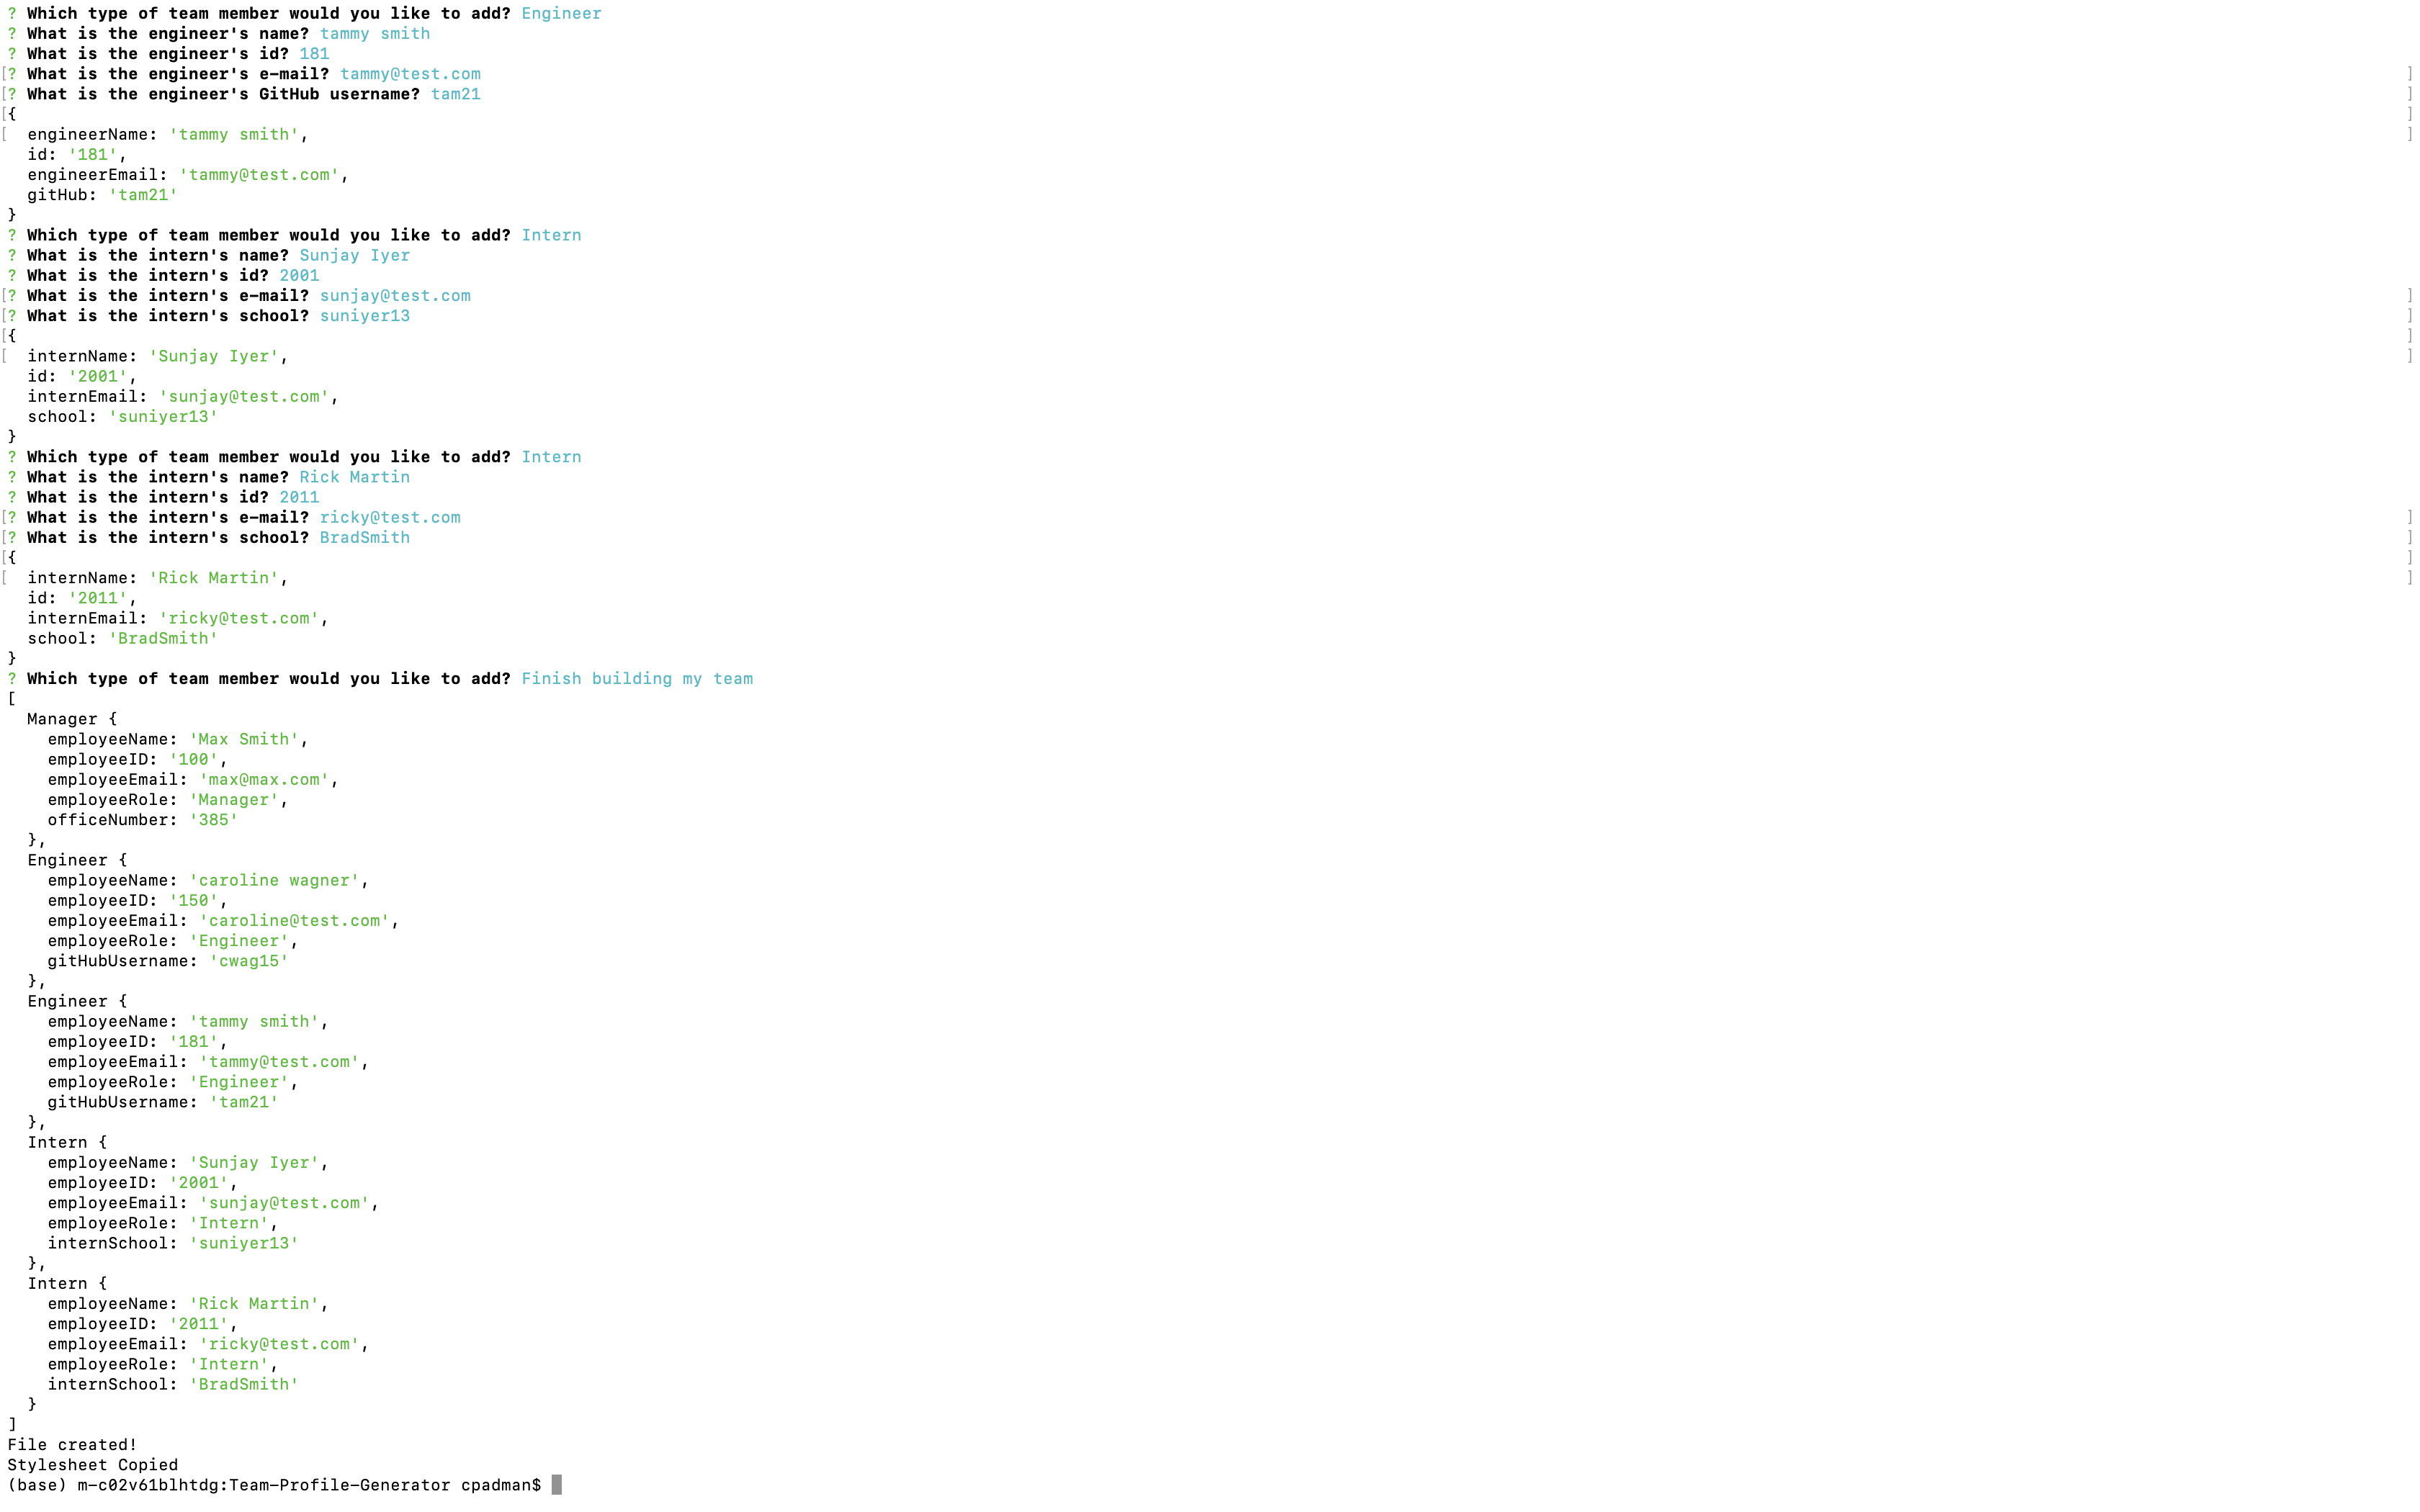 ? Which type of team member would you like to add? Engineer
? What is the engineer's name? tammy smith
? What is the engineer's id? 181
[? What is the engineer's e-mail? tammy@test.com ]
[? What is the engineer's GitHub username? tam21 ]
[{ ]
[ engineerName: 'tammy smith', ]
  id: '181',
  engineerEmail: 'tammy@test.com',
  gitHub: 'tam21'
}
? Which type of team member would you like to add? Intern
? What is the intern's name? Sunjay Iyer
? What is the intern's id? 2001
[? What is the intern's e-mail? sunjay@test.com ]
[? What is the intern's school? suniyer13 ]
[{ ]
[ internName: 'Sunjay Iyer', ]
  id: '2001',
  internEmail: 'sunjay@test.com',
  school: 'suniyer13'
}
? Which type of team member would you like to add? Intern
? What is the intern's name? Rick Martin
? What is the intern's id? 2011
[? What is the intern's e-mail? ricky@test.com ]
[? What is the intern's school? BradSmith ]
[{ ]
[ internName: 'Rick Martin', ]
  id: '2011',
  internEmail: 'ricky@test.com',
  school: 'BradSmith'
}
? Which type of team member would you like to add? Finish building my team
[
  Manager {
    employeeName: 'Max Smith',
    employeeID: '100',
    employeeEmail: 'max@max.com',
    employeeRole: 'Manager',
    officeNumber: '385'
  },
  Engineer {
    employeeName: 'caroline wagner',
    employeeID: '150',
    employeeEmail: 'caroline@test.com',
    employeeRole: 'Engineer',
    gitHubUsername: 'cwag15'
  },
  Engineer {
    employeeName: 'tammy smith',
    employeeID: '181',
    employeeEmail: 'tammy@test.com',
    employeeRole: 'Engineer',
    gitHubUsername: 'tam21'
  },
  Intern {
    employeeName: 'Sunjay Iyer',
    employeeID: '2001',
    employeeEmail: 'sunjay@test.com',
    employeeRole: 'Intern',
    internSchool: 'suniyer13'
  },
  Intern {
    employeeName: 'Rick Martin',
    employeeID: '2011',
    employeeEmail: 'ricky@test.com',
    employeeRole: 'Intern',
    internSchool: 'BradSmith'
  }
]
File created!
Stylesheet Copied
(base) m-c02v61blhtdg:Team-Profile-Generator cpadman$